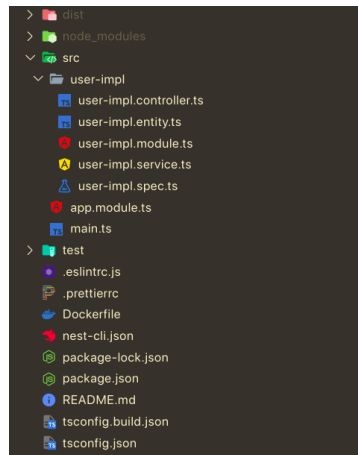 dist
node_modules
src
user-impl
user-impl.controller.ts
user-impl.entity.ts
user-impl.module.ts
user-impl.service.ts
user-impl.spec.ts
app.module.ts
main.ts
test
.eslintrc.js
.prettierrc
Dockerfile
nest-cli.json
package-lock.json
package.json
README.md
tsconfig.build.json
tsconfig.json